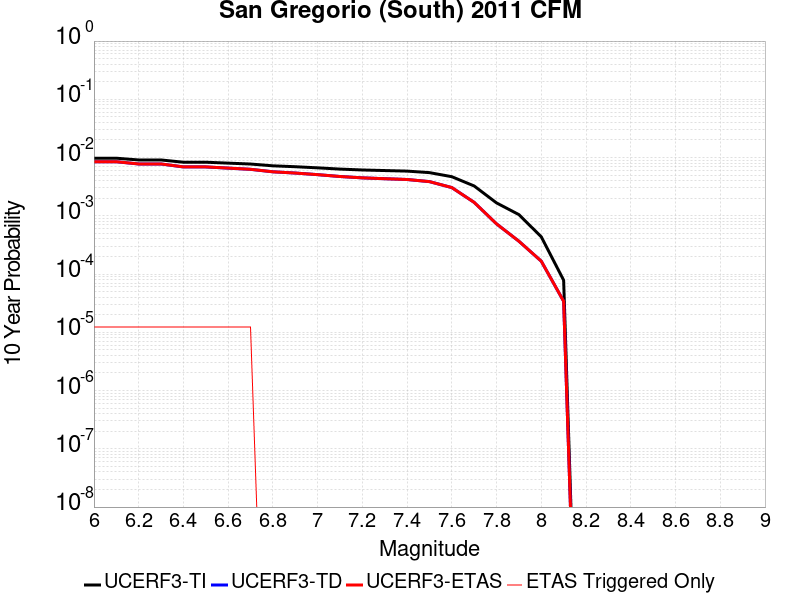 San Gregorio (South) 2011 CFM
10 Year Probability
10^0
10^-1
10^-2
10^-3
10^-4
10^-5
10^-6
10^-7
10^-8
6 6.2 6.4 6.6 6.8 7 7.2 7.4 7.6 7.8 8 8.2 8.4 8.6 8.8 9
Magnitude
UCERF3-TI UCERF3-TD UCERF3-ETAS ETAS Triggered Only